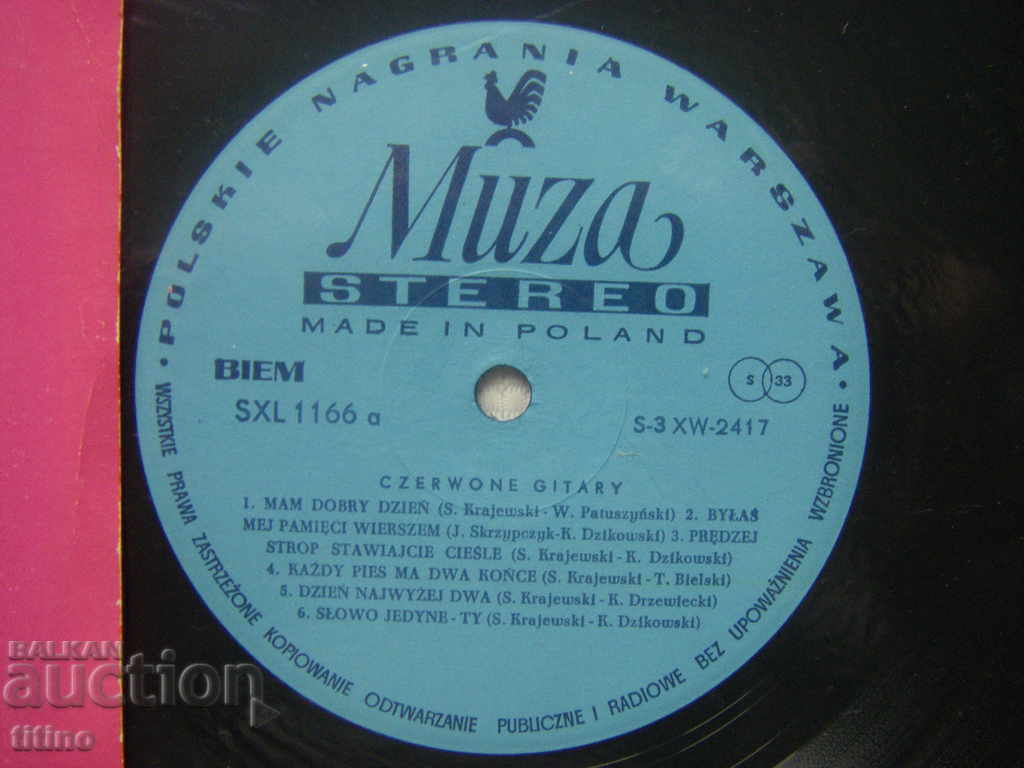 • POLSKIE NAGRANIA WARSZAWA •
Muza
STEREO
MADE IN POLAND
BIEM
SXL 1166 a
S 33
S-3 XW-2417
CZERWONE GITARY
1. MAM DOBRY DZIEŃ (S. Krajewski - W. Patuszyński) 2. BYŁAŚ
MEJ PAMIĘCI WIERSZEM (J. Skrzypczyk-K. Dzikowski) 3. PRĘDZEJ
STROP STAWIAJCIE CIEŚLE (S. Krajewski - K. Dzikowski)
4. KAŻDY PIES MA DWA KOŃCE (S. Krajewski - T. Bielski)
5. DZIEŃ NAJWYŻEJ DWA (S. Krajewski - K. Drzewiecki)
6. SŁOWO JEDYNE - TY (S. Krajewski - K. Dzikowski)
WSZYSTKIE PRAWA ZASTRZEŻONE KOPIOWANIE ODTWARZANIE PUBLICZNE I RADIOWE BEZ UPOWAŻNIENIA WZBRONIONE
BALKAN
auction
titino